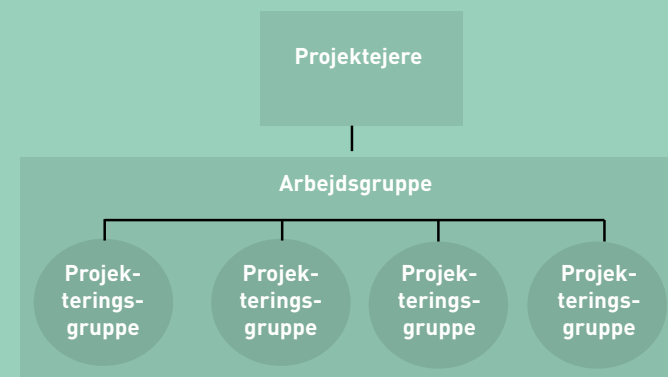 Projektejere
Arbejdsgruppe
Projek-
terings-
gruppe
Projek-
terings-
gruppe
Projek-
terings-
gruppe
Projek-
terings-
gruppe